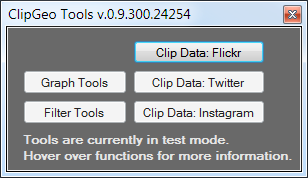 ClipGeo Tools v.0.9.300.24254
Clip Data: Flickr
Graph Tools
Clip Data: Twitter
Filter Tools
Clip Data: Instagram
Tools are currently in test mode.
Hover over functions for more information.